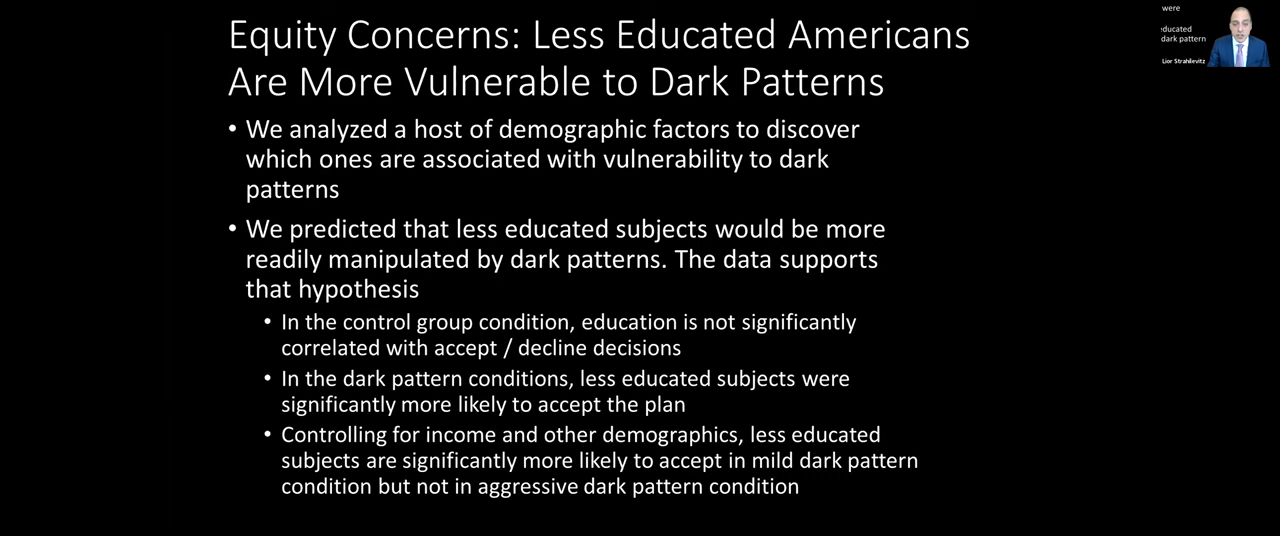 Equity Concerns: Less Educated Americans
Are More Vulnerable to Dark Patterns
• We analyzed a host of demographic factors to discover
which ones are associated with vulnerability to dark
patterns
• We predicted that less educated subjects would be more
readily manipulated by dark patterns. The data supports
that hypothesis
• In the control group condition, education is not significantly
correlated with accept / decline decisions
• In the dark pattern conditions, less educated subjects were
significantly more likely to accept the plan
• Controlling for income and other demographics, less educated
subjects are significantly more likely to accept in mild dark pattern
condition but not in aggressive dark pattern condition
were
educated
dark pattern
Lior Strahilevitz